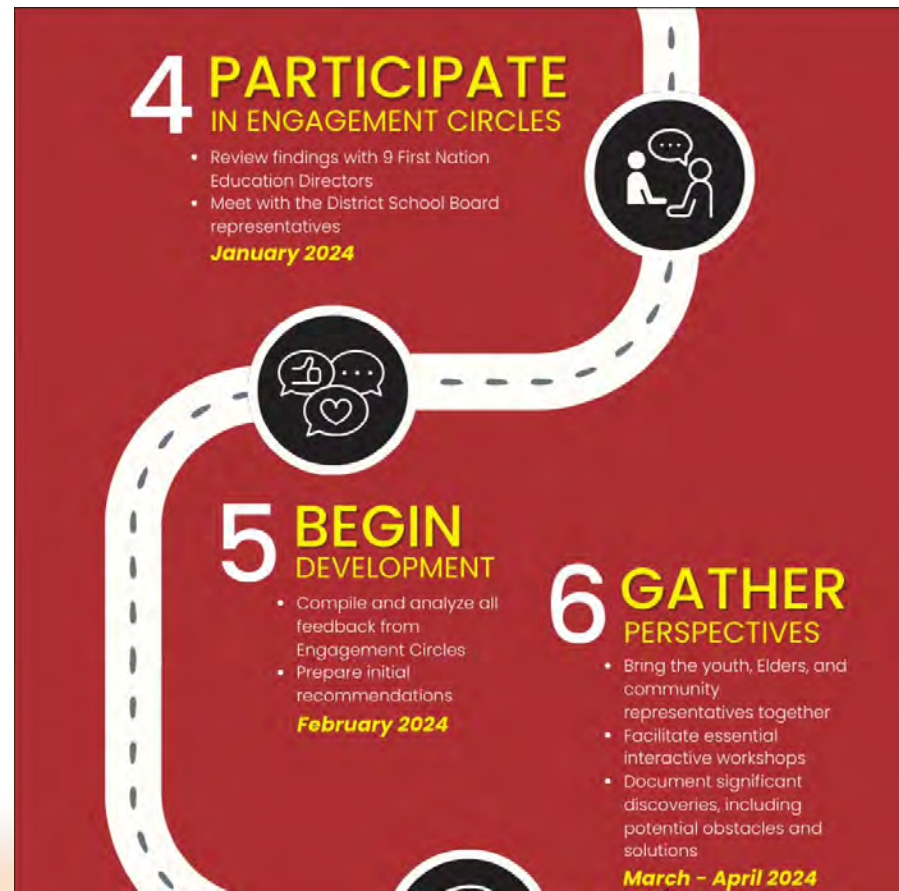 4 PARTICIPATE
IN ENGAGEMENT CIRCLES
• Review findings with 9 First Nation
Education Directors
• Meet with the District School Board
representatives
January 2024
5 BEGIN
DEVELOPMENT
• Compile and analyze all
feedback from
Engagement Circles
• Prepare initial
recommendations
February 2024
6 GATHER
PERSPECTIVES
• Bring the youth, Elders, and
community
representatives together
• Facilitate essential
interactive workshops
• Document significant
discoveries, including
potential obstacles and
solutions
March - April 2024